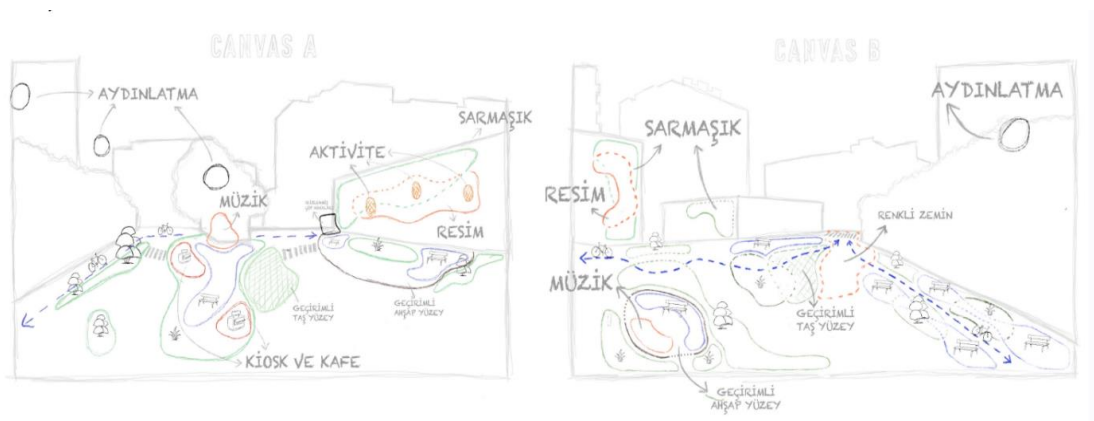 CANVAS A
AYDINLATMA
SARMAŞIK
AKTİVİTE
MÜZİK
RESİM
GEÇİRİMLİ
TAŞ YÜZEY
GEÇİRİMLİ
AHŞAP YÜZEY
KİOSK VE KAFE
CANVAS B
AYDINLATMA
SARMAŞIK
RESİM
RENKLİ ZEMİN
MÜZİK
GEÇİRİMLİ
TAŞ YÜZEY
GEÇİRİMLİ
AHŞAP YÜZEY